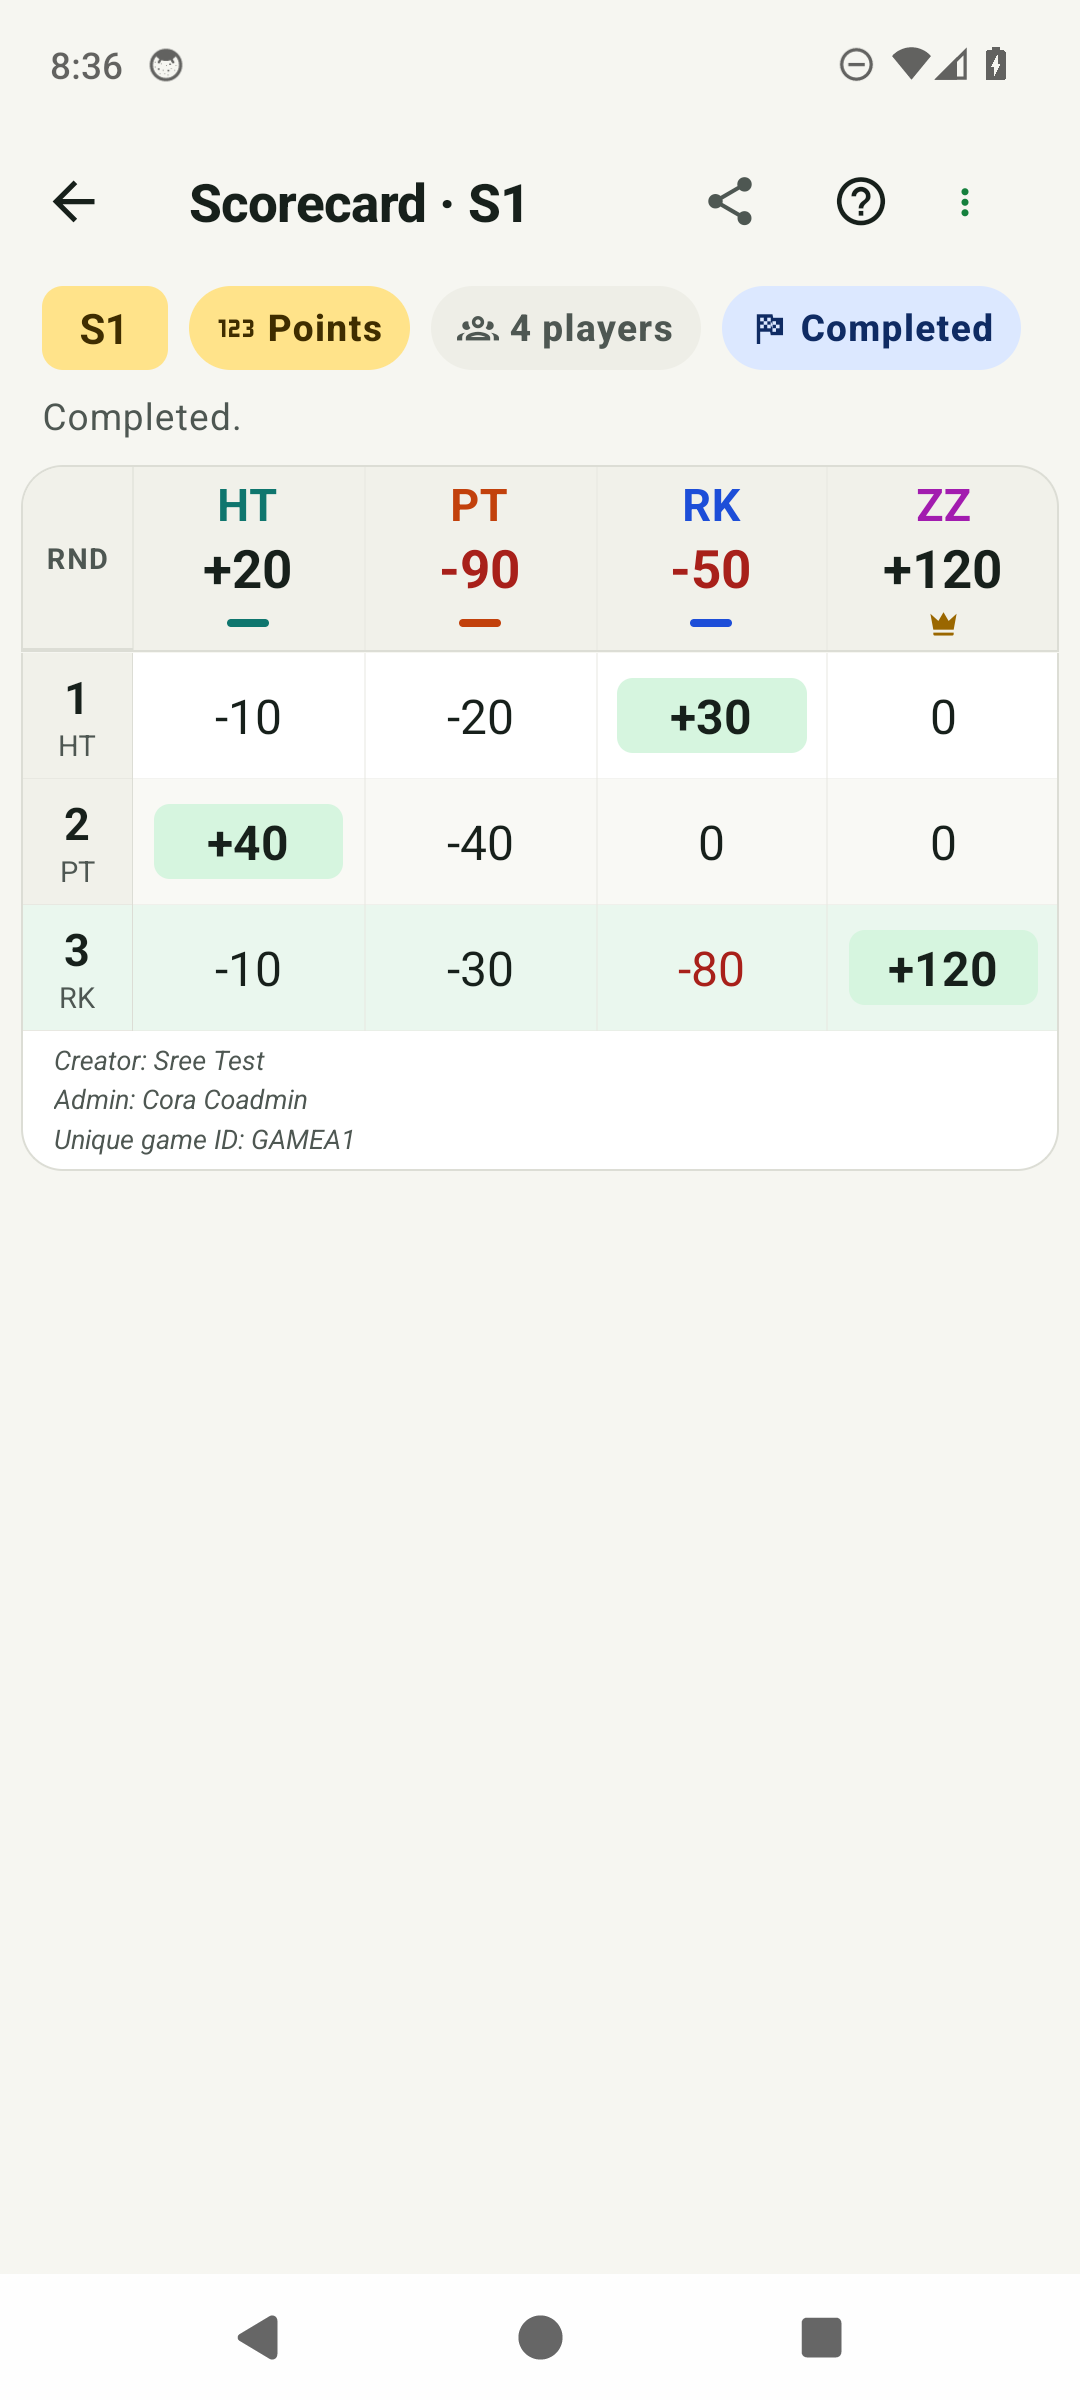 8:36
Scorecard · S1
S1
123 Points
4 players
Completed
Completed.
RND HT PT RK ZZ
+20 -90 -50 +120
1 -10 -20 +30 0
HT
2 +40 -40 0 0
PT
3 -10 -30 -80 +120
RK
Creator: Sree Test
Admin: Cora Coadmin
Unique game ID: GAMEA1